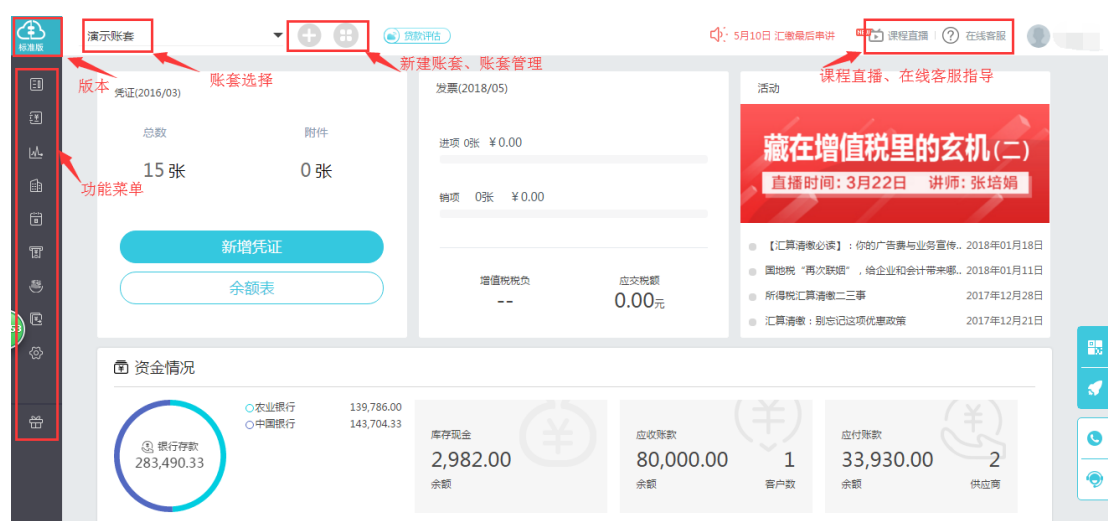 演示账套
贷款评估
5月10日 汇缴最后串讲
课程直播
在线客服
标准版
版本
账套选择
新建账套、账套管理
课程直播、在线客服指导
功能菜单
凭证(2016/03)
总数
附件
15 张
0 张
新增凭证
余额表
发票(2018/05)
进项 0张 ¥0.00
销项 0张 ¥0.00
增值税税负
应交税额
--
0.00元
活动
藏在增值税里的玄机(二)
直播时间：3月22日 讲师：张培娟
【汇算清缴必读】：你的广告费与业务宣传.. 2018年01月18日
国地税“再次联姻”，给企业和会计带来哪.. 2018年01月11日
所得税汇算清缴二三事 2017年12月28日
汇算清缴：别忘记这项优惠政策 2017年12月21日
资金情况
银行存款
283,490.33
农业银行 139,786.00
中国银行 143,704.33
库存现金
2,982.00
余额
应收账款
80,000.00 1
余额 客户数
应付账款
33,930.00 2
余额 供应商